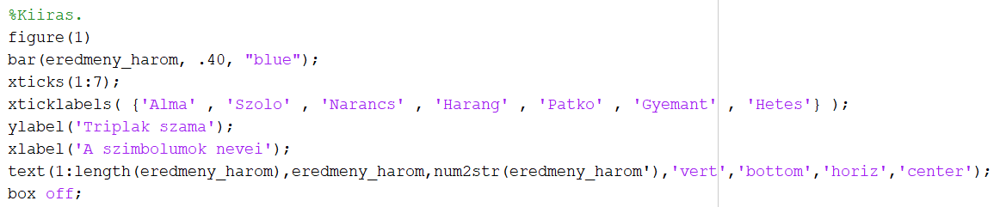 %Kiiras.
figure(1)
bar(eredmeny_harom, .40, "blue");
xticks(1:7);
xticklabels( {'Alma' , 'Szolo' , 'Narancs' , 'Harang' , 'Patko' , 'Gyemant' , 'Hetes'} );
ylabel('Triplak szama');
xlabel('A szimbolumok nevei');
text(1:length(eredmeny_harom),eredmeny_harom,num2str(eredmeny_harom'),'vert','bottom','horiz','center');
box off;